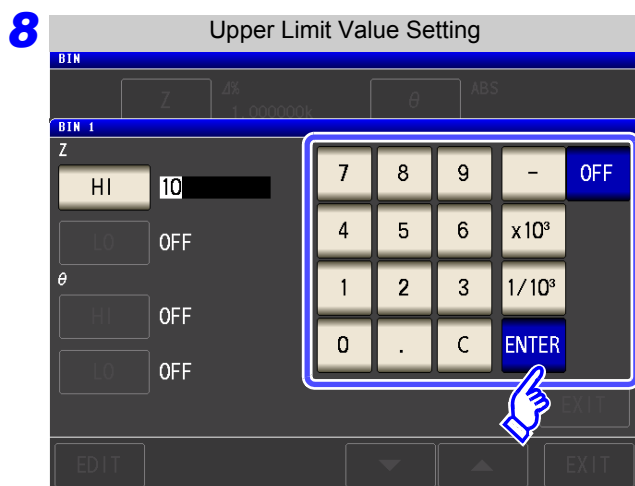 8 Upper Limit Value Setting
BIN
Z Δ% 1.000000k θ ABS
BIN 1
Z
HI 10
LO OFF
θ
HI OFF
LO OFF
7 8 9 - OFF
4 5 6 x10³
1 2 3 1/10³
0 . C ENTER
EXIT
EDIT ▼ ▲ EXIT